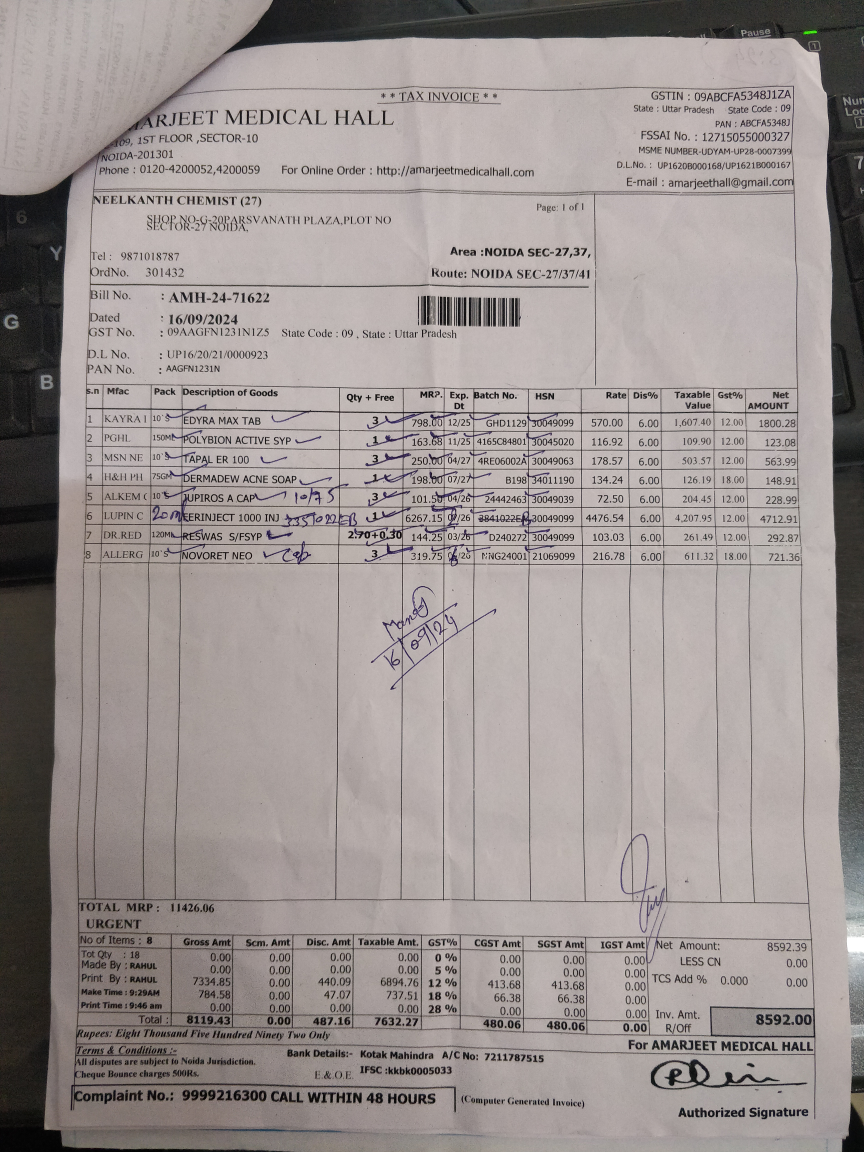 * * TAX INVOICE * *
GSTIN : 09ABCFA5348J1ZA
State : Uttar Pradesh State Code : 09
PAN : ABCFA5348J
FSSAI No. : 12715055000327
MSME NUMBER-UDYAM-UP28-0007399
D.L.No. : UP1620B000168/UP1621B000167
E-mail : amarjeethall@gmail.com
MARJEET MEDICAL HALL
109, 1ST FLOOR ,SECTOR-10
NOIDA-201301
Phone : 0120-4200052,4200059 For Online Order : http://amarjeetmedicalhall.com
NEELKANTH CHEMIST (27) Page: 1 of 1
SHOP NO-G-20PARSVANATH PLAZA,PLOT NO
SECTOR-27 NOIDA,
Tel : 9871018787 Area :NOIDA SEC-27,37,
OrdNo. 301432 Route: NOIDA SEC-27/37/41
Bill No. : AMH-24-71622
Dated : 16/09/2024
GST No. : 09AAGFN1231N1Z5 State Code : 09 , State : Uttar Pradesh
D.L No. : UP16/20/21/0000923
PAN No. : AAGFN1231N
s.n Mfac Pack Description of Goods Qty + Free MRP. Exp. Dt Batch No. HSN Rate Dis% Taxable Value Gst% Net AMOUNT
1 KAYRA 10'S EDYRA MAX TAB 3 798.00 12/25 GHD1129 30049099 570.00 6.00 1,607.40 12.00 1800.28
2 PGHL 150ML POLYBION ACTIVE SYP 1 163.68 11/25 4165C84801 30045020 116.92 6.00 109.90 12.00 123.08
3 MSN NE 10'S TAPAL ER 100 3 250.00 04/27 4RE06002A 30049063 178.57 6.00 503.57 12.00 563.99
4 H&H PH 75GM DERMADEW ACNE SOAP 1 198.00 07/27 B198 34011190 134.24 6.00 126.19 18.00 148.91
5 ALKEM 10'S JUPIROS A CAP 10/75 3 101.50 04/26 24442463 30049039 72.50 6.00 204.45 12.00 228.99
6 LUPIN C 20 EERINJECT 1000 INJ 1 6267.15 /26 30049099 4476.54 6.00 4,207.95 12.00 4712.91
7 DR.RED 120ML RESWAS S/FSYP 2.70+0.30 144.25 03/26 D240272 30049099 103.03 6.00 261.49 12.00 292.87
8 ALLERG 10'S NOVORET NEO Cap 3 319.75 /26 NNG24001 21069099 216.78 6.00 611.32 18.00 721.36
16/09/24
TOTAL MRP : 11426.06
URGENT
No of Items : 8 Gross Amt Scm. Amt Disc. Amt Taxable Amt. GST% CGST Amt SGST Amt IGST Amt Net Amount: 8592.39
Tot Qty : 18 0.00 0.00 0.00 0.00 0 % 0.00 0.00 0.00 LESS CN 0.00
Made By : RAHUL 0.00 0.00 0.00 0.00 5 % 0.00 0.00 0.00
Print By : RAHUL 7334.85 0.00 440.09 6894.76 12 % 413.68 413.68 0.00 TCS Add % 0.000 0.00
Make Time : 9:29AM 784.58 0.00 47.07 737.51 18 % 66.38 66.38 0.00
Print Time : 9:46 am 0.00 0.00 0.00 0.00 28 % 0.00 0.00 0.00
Total : 8119.43 0.00 487.16 7632.27 480.06 480.06 0.00
Inv. Amt. 8592.00
R/Off
Rupees: Eight Thousand Five Hundred Ninety Two Only
For AMARJEET MEDICAL HALL
Terms & Conditions :- Bank Details:- Kotak Mahindra A/C No: 7211787515
All disputes are subject to Noida Jurisdiction.
Cheque Bounce charges 500Rs. E.& O.E IFSC :kkbk0005033
Complaint No.: 9999216300 CALL WITHIN 48 HOURS (Computer Generated Invoice)
Authorized Signature
Pause
Num
Loc
7
6
Y
G
B